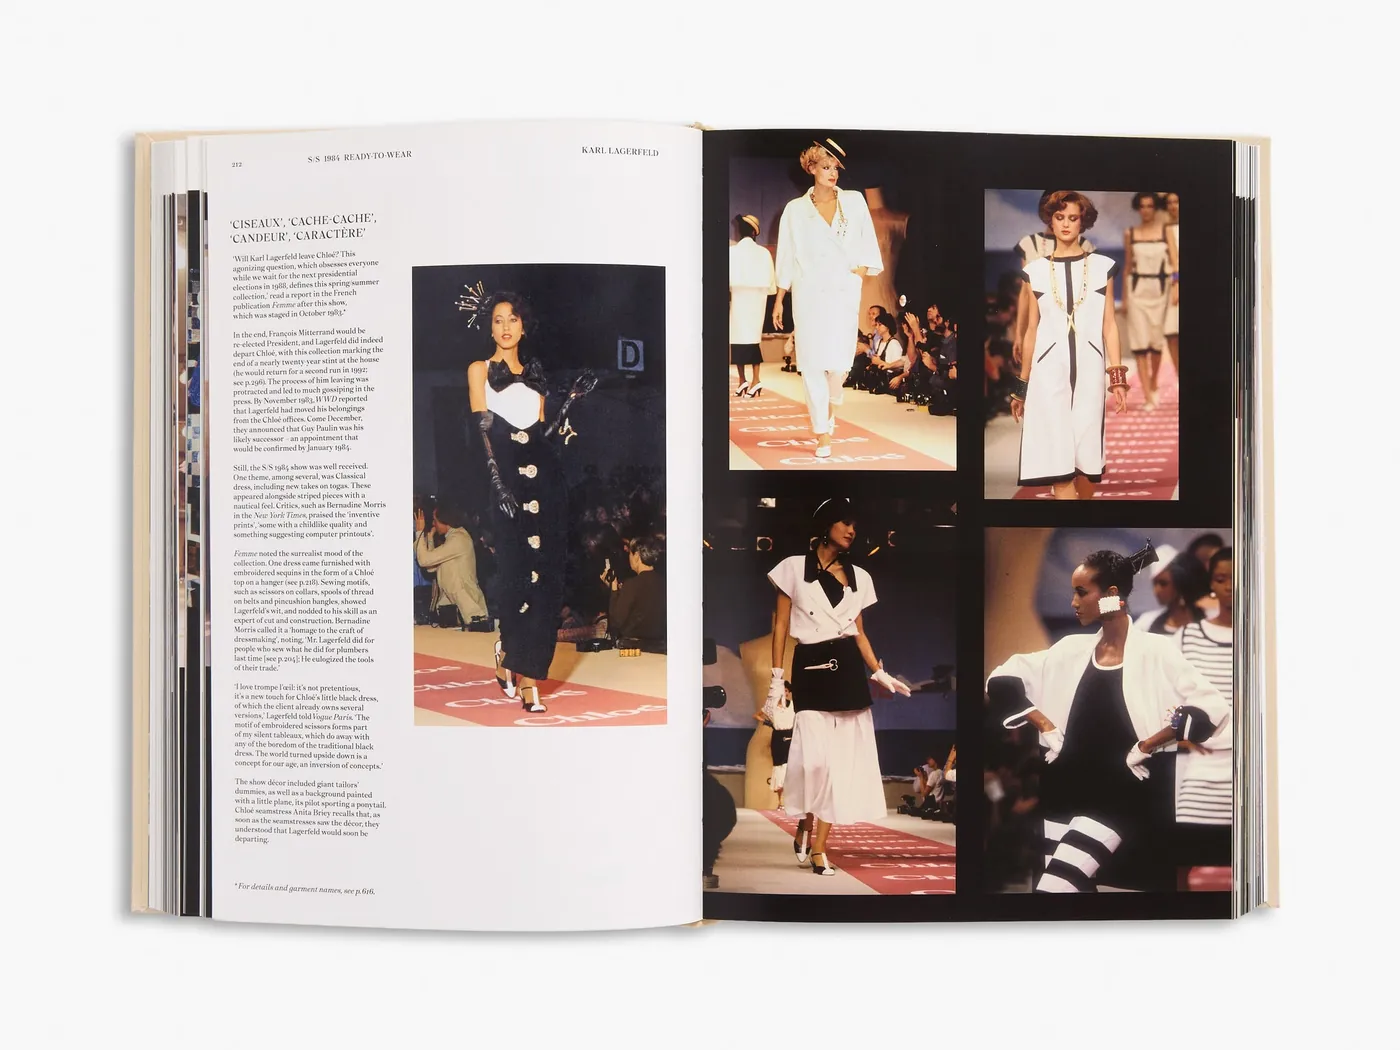 212
S/S 1984 READY-TO-WEAR
KARL LAGERFELD
‘CISEAUX’, ‘CACHE-CACHE’,
‘CANDEUR’, ‘CARACTÈRE’
‘Will Karl Lagerfeld leave Chloé? This
agonizing question, which obsesses everyone
while we wait for the next presidential
elections in 1988, defines this spring/summer
collection,’ read a report in the French
publication Femme after this show,
which was staged in October 1983.*
In the end, François Mitterrand would be
re-elected President, and Lagerfeld did indeed
depart Chloé, with this collection marking the
end of a nearly twenty year stint at the house
(he would return for a second run in 1992;
see p.296). The process of him leaving was
protracted and led to much gossiping in the
press. By November 1983, WWD reported
that Lagerfeld had moved his belongings
from the Chloé offices. Come December,
they announced that Guy Paulin was his
likely successor – an appointment that
would be confirmed by January 1984.
Still, the S/S 1984 show was well received.
One theme, among several, was Classical
dress, including new takes on togas. These
appeared alongside striped pieces with a
nautical feel. Critics, such as Bernadine Morris
in the New York Times, praised the ‘inventive
prints’, ‘some with a childlike quality and
something suggesting computer printouts’.
Femme noted the surrealist mood of the
collection. One dress came furnished with
embroidered sequins in the form of a Chloé
top on a hanger (see p.218). Sewing motifs,
such as scissors on collars, spools of thread
on belts and pincushion bangles, showed
Lagerfeld’s wit, and nodded to his skill as an
expert of cut and construction. Bernadine
Morris called it a ‘homage to the craft of
dressmaking’, noting, ‘Mr. Lagerfeld did for
people who sew what he did for plumbers
last time [see p.204]; He eulogized the tools
of their trade.’
‘I love trompe l’œil: it’s not pretentious,
it’s a new touch for Chloé’s little black dress,
of which the client already owns several
versions,’ Lagerfeld told Vogue Paris. ‘The
motif of embroidered scissors forms part
of my silent tableaux, which do away with
any of the boredom of the traditional black
dress. The world turned upside down is a
concept for our age, an inversion of concepts.’
The show décor included giant tailors’
dummies, as well as a background painted
with a little plane, its pilot sporting a ponytail.
Chloé seamstress Anita Briey recalls that, as
soon as the seamstresses saw the décor, they
understood that Lagerfeld would soon be
departing.
* For details and garment names, see p.616.
D
Chloé
Chloé
Chloé
Chloé
Chloé
Chloé
Chloé